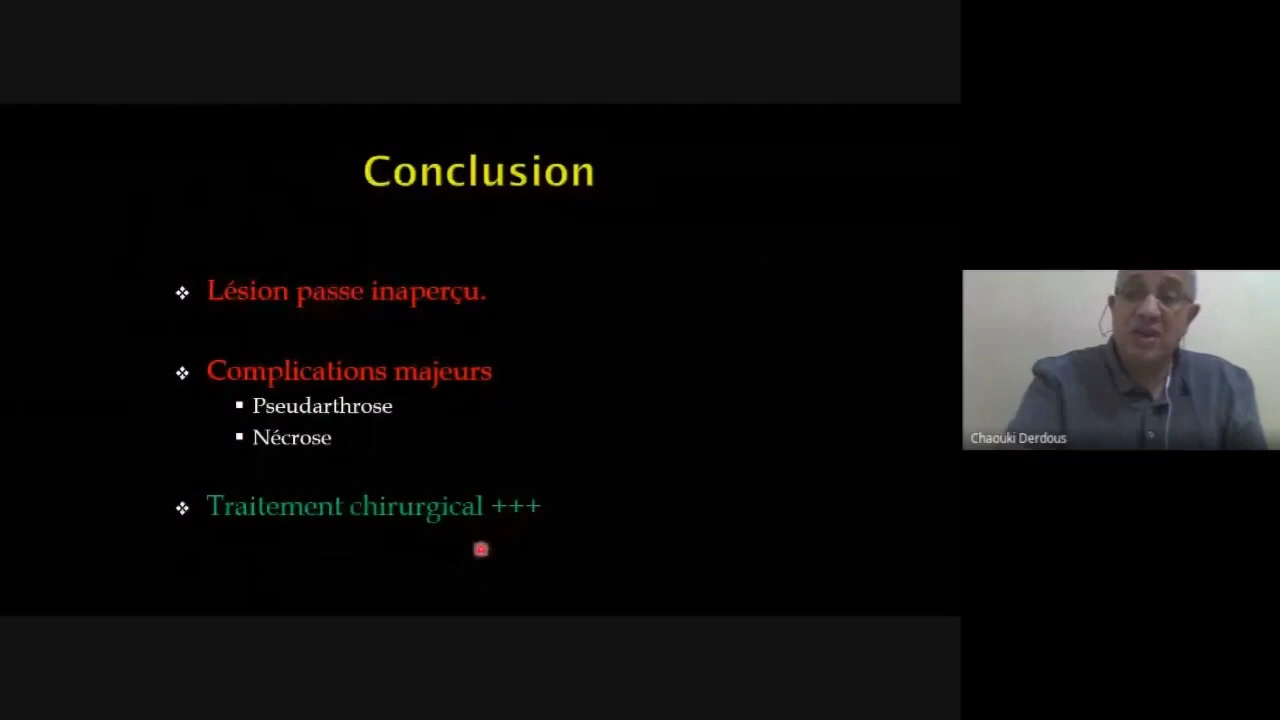 Conclusion
❖ Lésion passe inaperçu.
❖ Complications majeurs
▪ Pseudarthrose
▪ Nécrose
❖ Traitement chirurgical +++
Chaouki Derdous